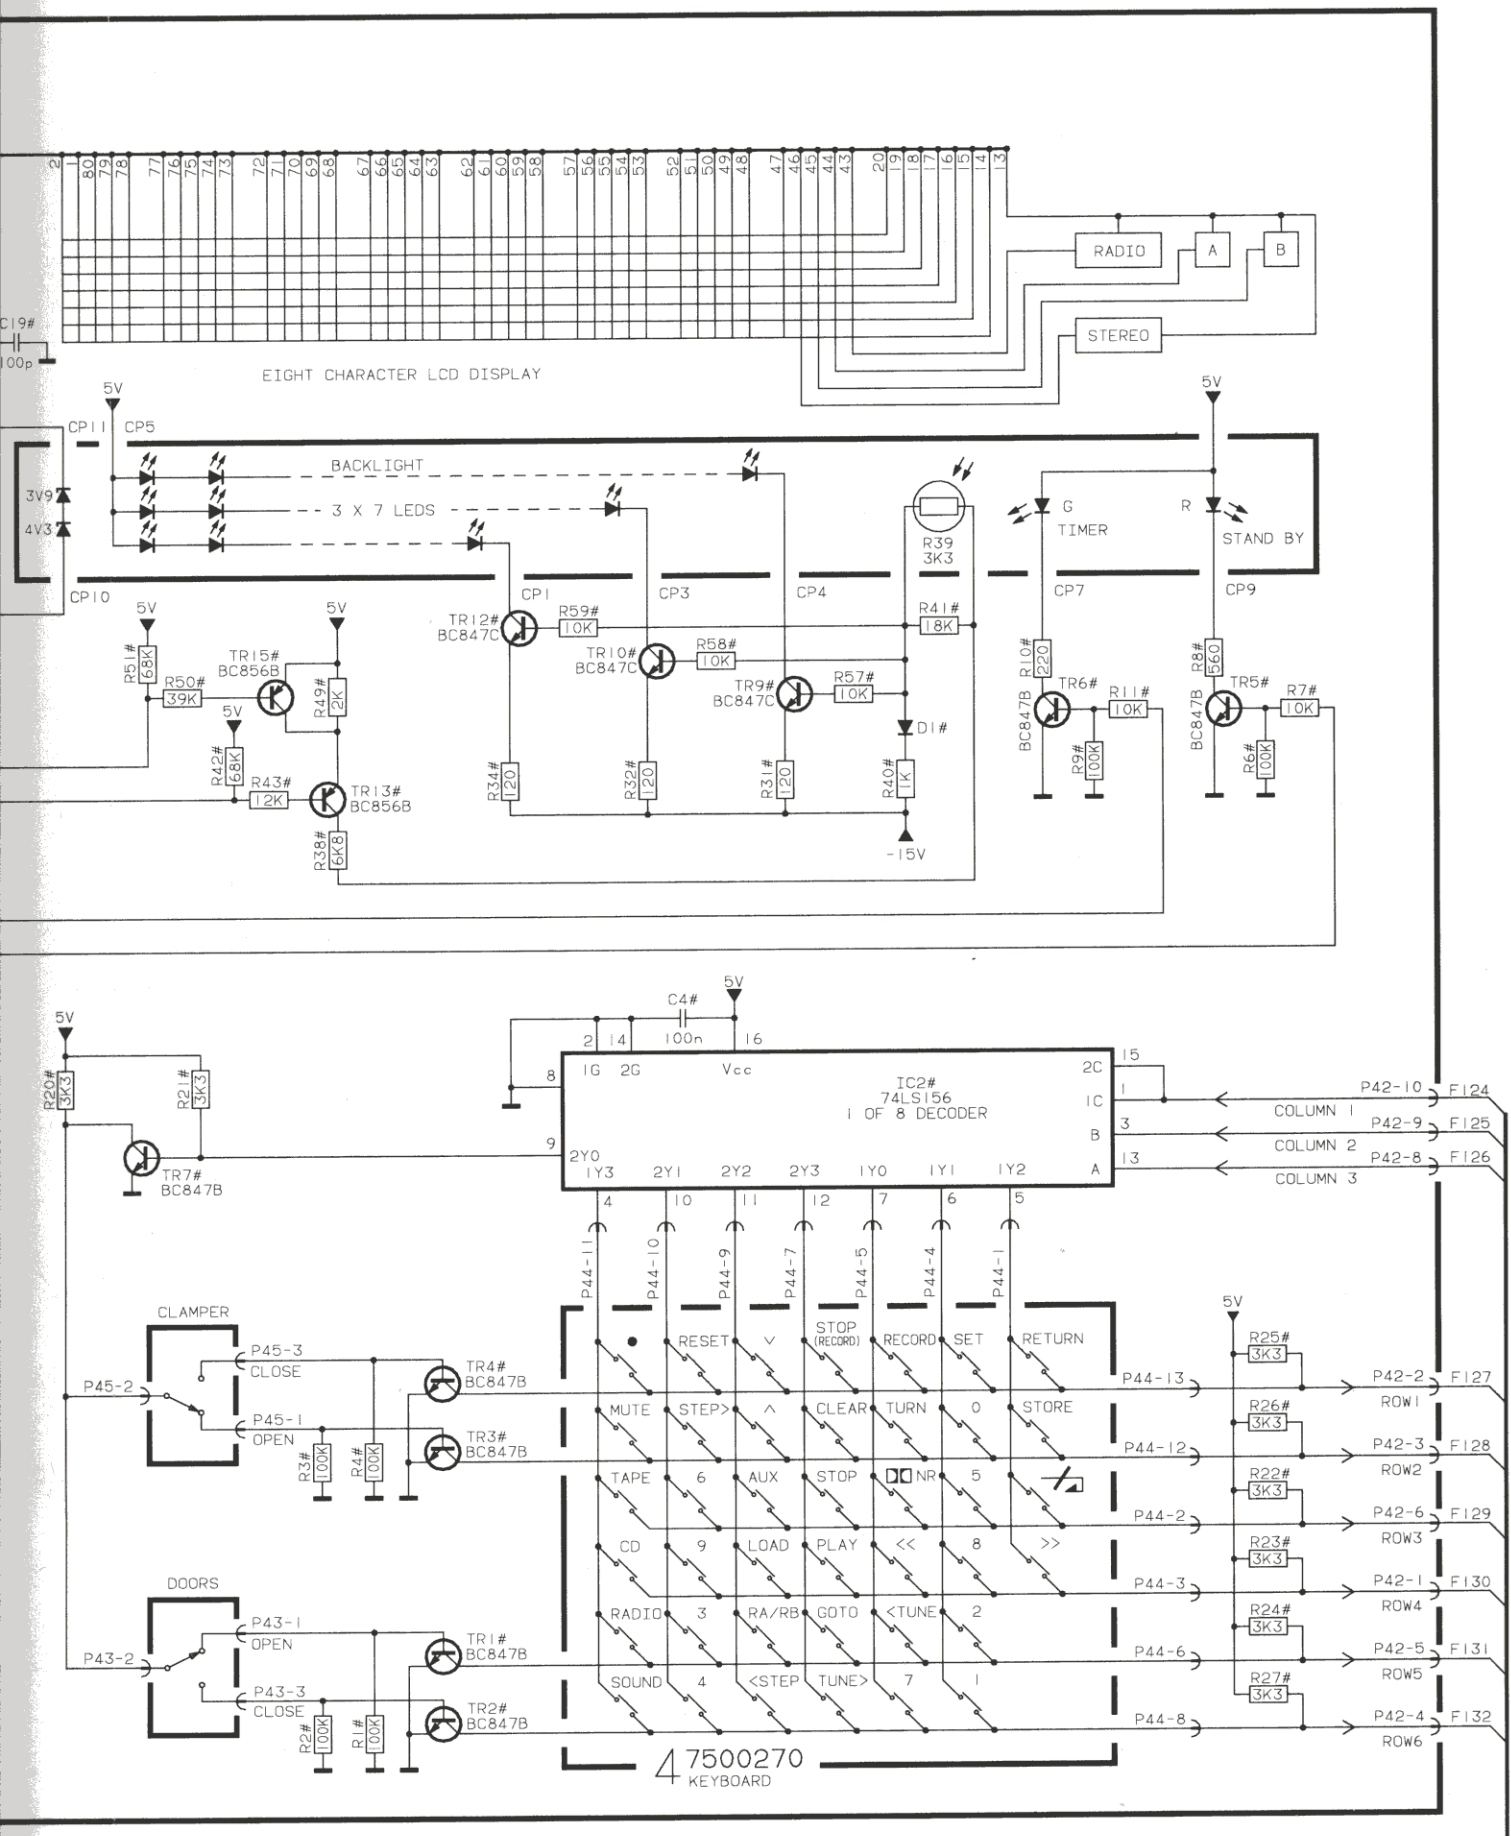 2 1 80 79 78 77 76 75 74 73 72 71 70 69 68 67 66 65 64 63 62 61 60 59 58 57 56 55 54 53 52 51 50 49 48 47 46 45 44 43 20 19 18 17 16 15 14 13
RADIO A B
C19#
100p
STEREO
EIGHT CHARACTER LCD DISPLAY
5V 5V
CP11 CP5
BACKLIGHT
3V9
3 X 7 LEDS
4V3
G
TIMER
R
STAND BY
R39
3K3
CP10 CP1 CP3 CP4 CP7 CP9
5V 5V
R51#
68K
TR15#
BC856B
R50#
39K
R49#
2K
5V
R42#
68K
R43#
12K
TR13#
BC856B
R38#
6K8
TR12#
BC847C
R59#
10K
TR10#
BC847C
R58#
10K
TR9#
BC847C
R57#
10K
R41#
18K
D1#
R34#
120
R32#
120
R31#
120
R40#
1K
-15V
R10#
220
TR6#
BC847B
R11#
10K
R9#
100K
R8#
560
TR5#
BC847B
R7#
10K
R6#
100K
5V
C4#
100n
5V
2 14 16
1G 2G Vcc
8
R20#
3K3
R21#
3K3
IC2#
74LS156
1 OF 8 DECODER
2C 15
1C 1
B 3
A 13
P42-10 F124
COLUMN 1
P42-9 F125
COLUMN 2
P42-8 F126
COLUMN 3
TR7#
BC847B
9
2Y0
1Y3 2Y1 2Y2 2Y3 1Y0 1Y1 1Y2
4 10 11 12 7 6 5
P44-11 P44-10 P44-9 P44-7 P44-5 P44-4 P44-1
CLAMPER
P45-3
CLOSE
P45-2
P45-1
OPEN
TR4#
BC847B
TR3#
BC847B
R3#
100K
R4#
100K
● RESET ∨ STOP (RECORD) RECORD SET RETURN
MUTE STEP> ∧ CLEAR TURN 0 STORE
TAPE 6 AUX STOP NR 5
CD 9 LOAD PLAY << 8 >>
RADIO 3 RA/RB GOTO <TUNE 2
SOUND 4 <STEP TUNE> 7 1
5V
R25#
3K3
P44-13 P42-2 F127
ROW1
R26#
3K3
P44-12 P42-3 F128
ROW2
R22#
3K3
P44-2 P42-6 F129
ROW3
R23#
3K3
P44-3 P42-1 F130
ROW4
R24#
3K3
P44-6 P42-5 F131
ROW5
R27#
3K3
P44-8 P42-4 F132
ROW6
DOORS
P43-1
OPEN
P43-2
P43-3
CLOSE
TR1#
BC847B
TR2#
BC847B
R2#
100K
R1#
100K
4 7500270
KEYBOARD